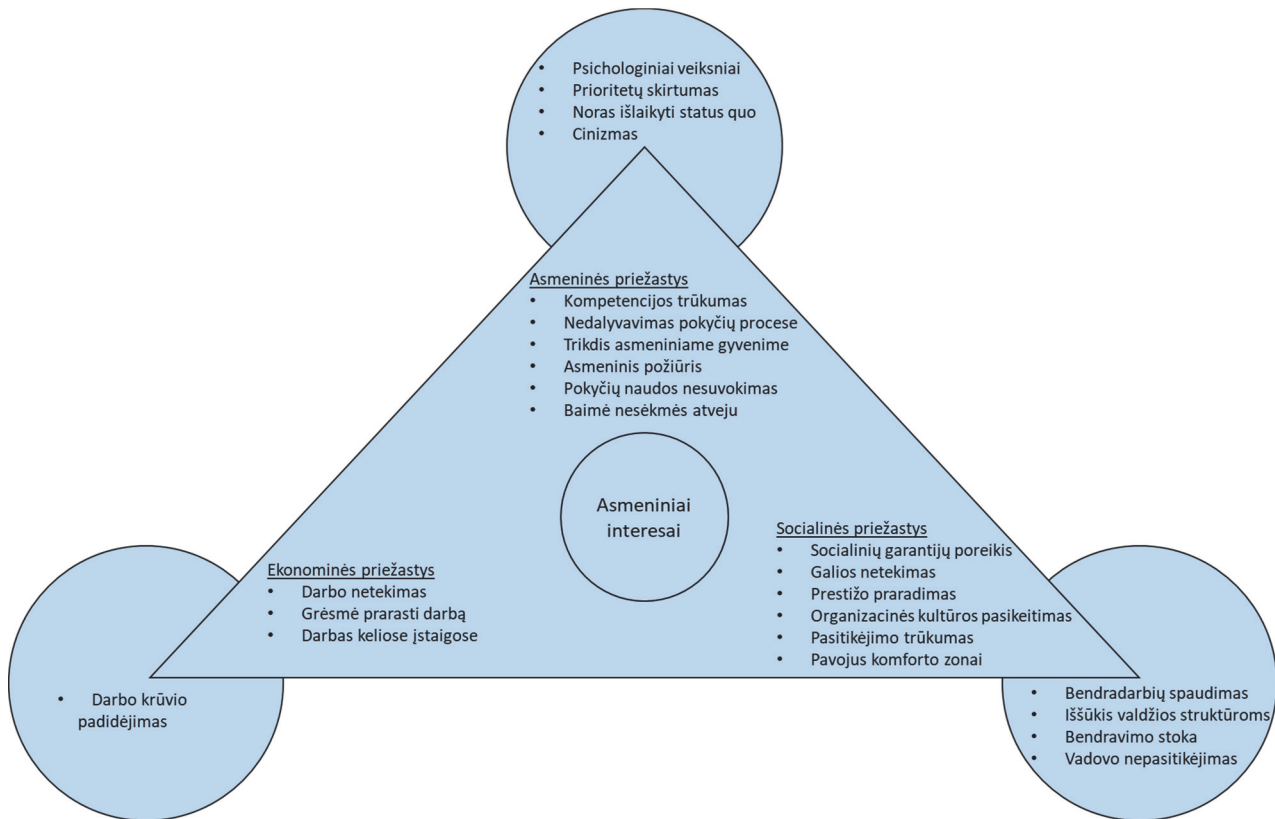 • Psichologiniai veiksniai
• Prioritetų skirtumas
• Noras išlaikyti status quo
• Cinizmas
Asmeninės priežastys
• Kompetencijos trūkumas
• Nedalyvavimas pokyčių procese
• Trikdis asmeniniame gyvenime
• Asmeninis požiūris
• Pokyčių naudos nesuvokimas
• Baimė nesėkmės atveju
Asmeniniai
interesai
Ekonominės priežastys
• Darbo netekimas
• Grėsmė prarasti darbą
• Darbas keliose įstaigose
Socialinės priežastys
• Socialinių garantijų poreikis
• Galios netekimas
• Prestižo praradimas
• Organizacinės kultūros pasikeitimas
• Pasitikėjimo trūkumas
• Pavojus komforto zonai
• Darbo krūvio
padidėjimas
• Bendradarbių spaudimas
• Iššūkis valdžios struktūroms
• Bendravimo stoka
• Vadovo nepasitikėjimas